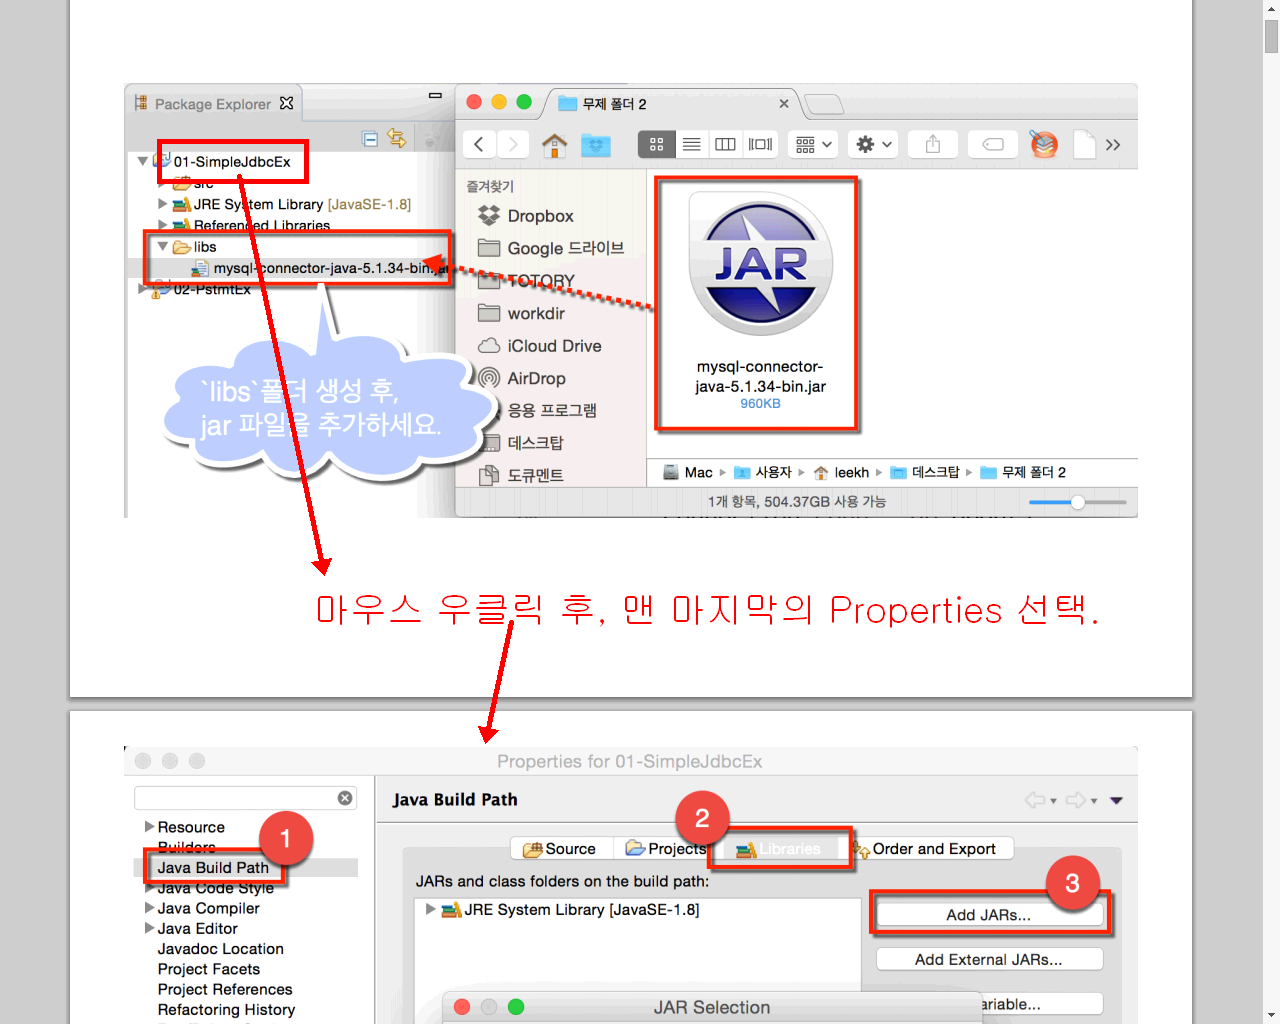 Package Explorer
01-SimpleJdbcEx
src
JRE System Library [JavaSE-1.8]
Referenced Libraries
libs
mysql-connector-java-5.1.34-bin.jar
02-PstmtEx
`libs`폴더 생성 후,
jar 파일을 추가하세요.
무제 폴더 2
즐겨찾기
Dropbox
Google 드라이브
TOTORY
workdir
iCloud Drive
AirDrop
응용 프로그램
데스크탑
도큐멘트
JAR
mysql-connector-
java-5.1.34-bin.jar
960KB
Mac 사용자 leekh 데스크탑 무제 폴더 2
1개 항목, 504.37GB 사용 가능
마우스 우클릭 후, 맨 마지막의 Properties 선택.
Properties for 01-SimpleJdbcEx
Resource
Builders
Java Build Path
Java Code Style
Java Compiler
Java Editor
Javadoc Location
Project Facets
Project References
Refactoring History
1
Java Build Path
2
Source Projects Libraries Order and Export
JARs and class folders on the build path:
JRE System Library [JavaSE-1.8]
3
Add JARs...
Add External JARs...
ariable...
JAR Selection